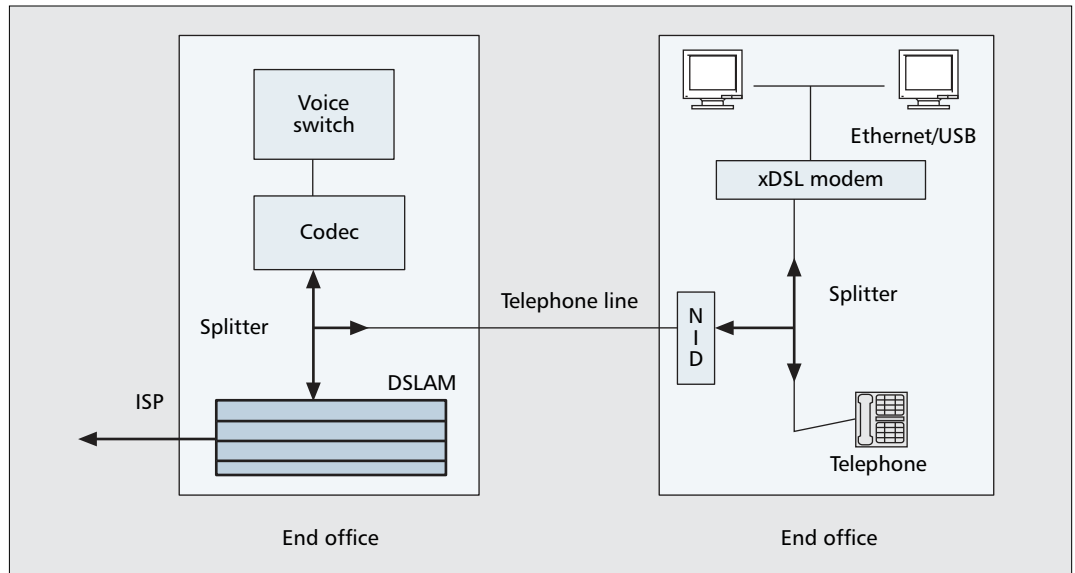 Voice
switch
Codec
Splitter
DSLAM
ISP
End office
Telephone line
Ethernet/USB
xDSL modem
N
I
D
Splitter
Telephone
End office